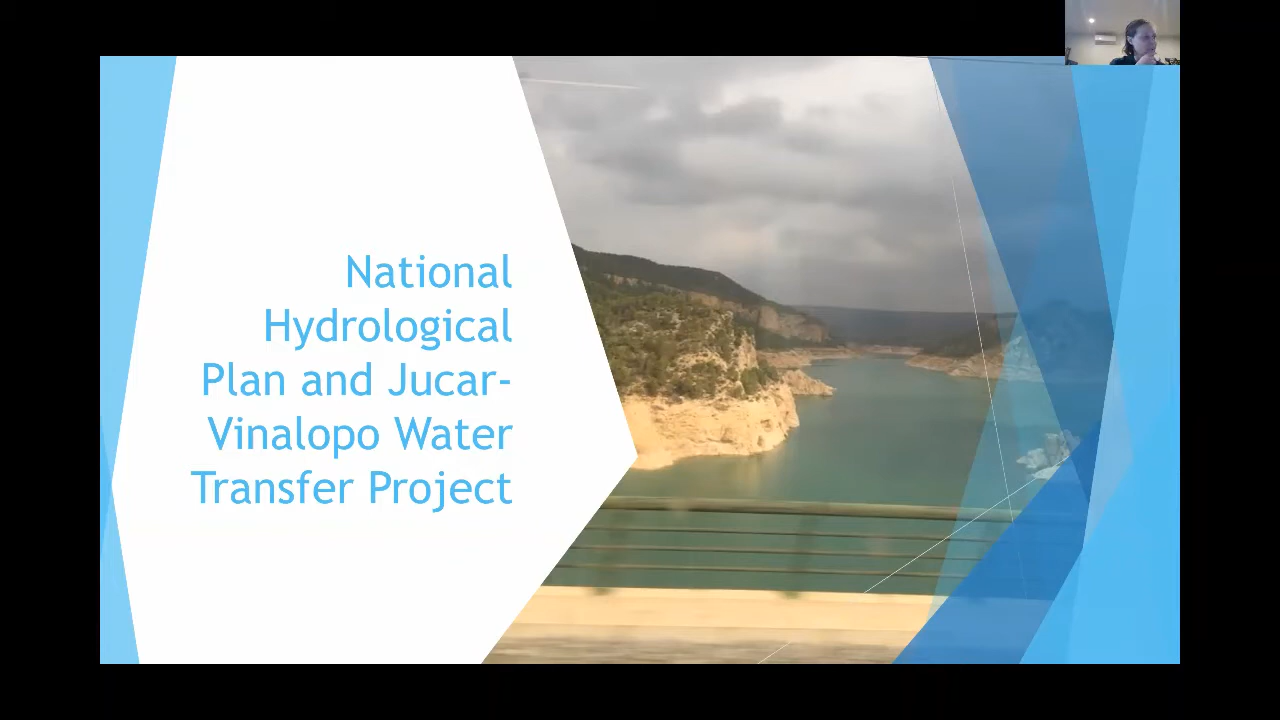 National
Hydrological
Plan and Jucar-
Vinalopo Water
Transfer Project